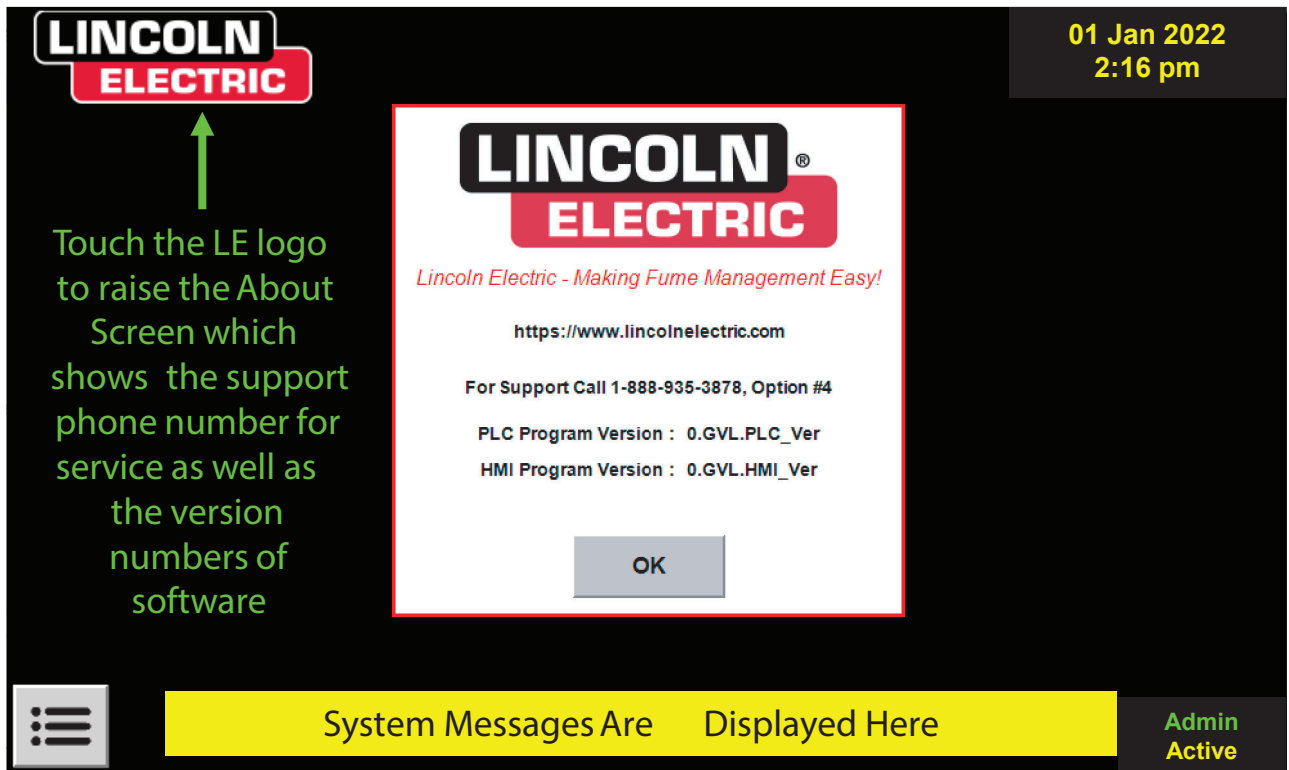 LINCOLN
ELECTRIC
01 Jan 2022
2:16 pm
Touch the LE logo
to raise the About
Screen which
shows the support
phone number for
service as well as
the version
numbers of
software
LINCOLN ®
ELECTRIC
Lincoln Electric - Making Fume Management Easy!
https://www.lincolnelectric.com
For Support Call 1-888-935-3878, Option #4
PLC Program Version : 0.GVL.PLC_Ver
HMI Program Version : 0.GVL.HMI_Ver
OK
System Messages Are Displayed Here
Admin
Active